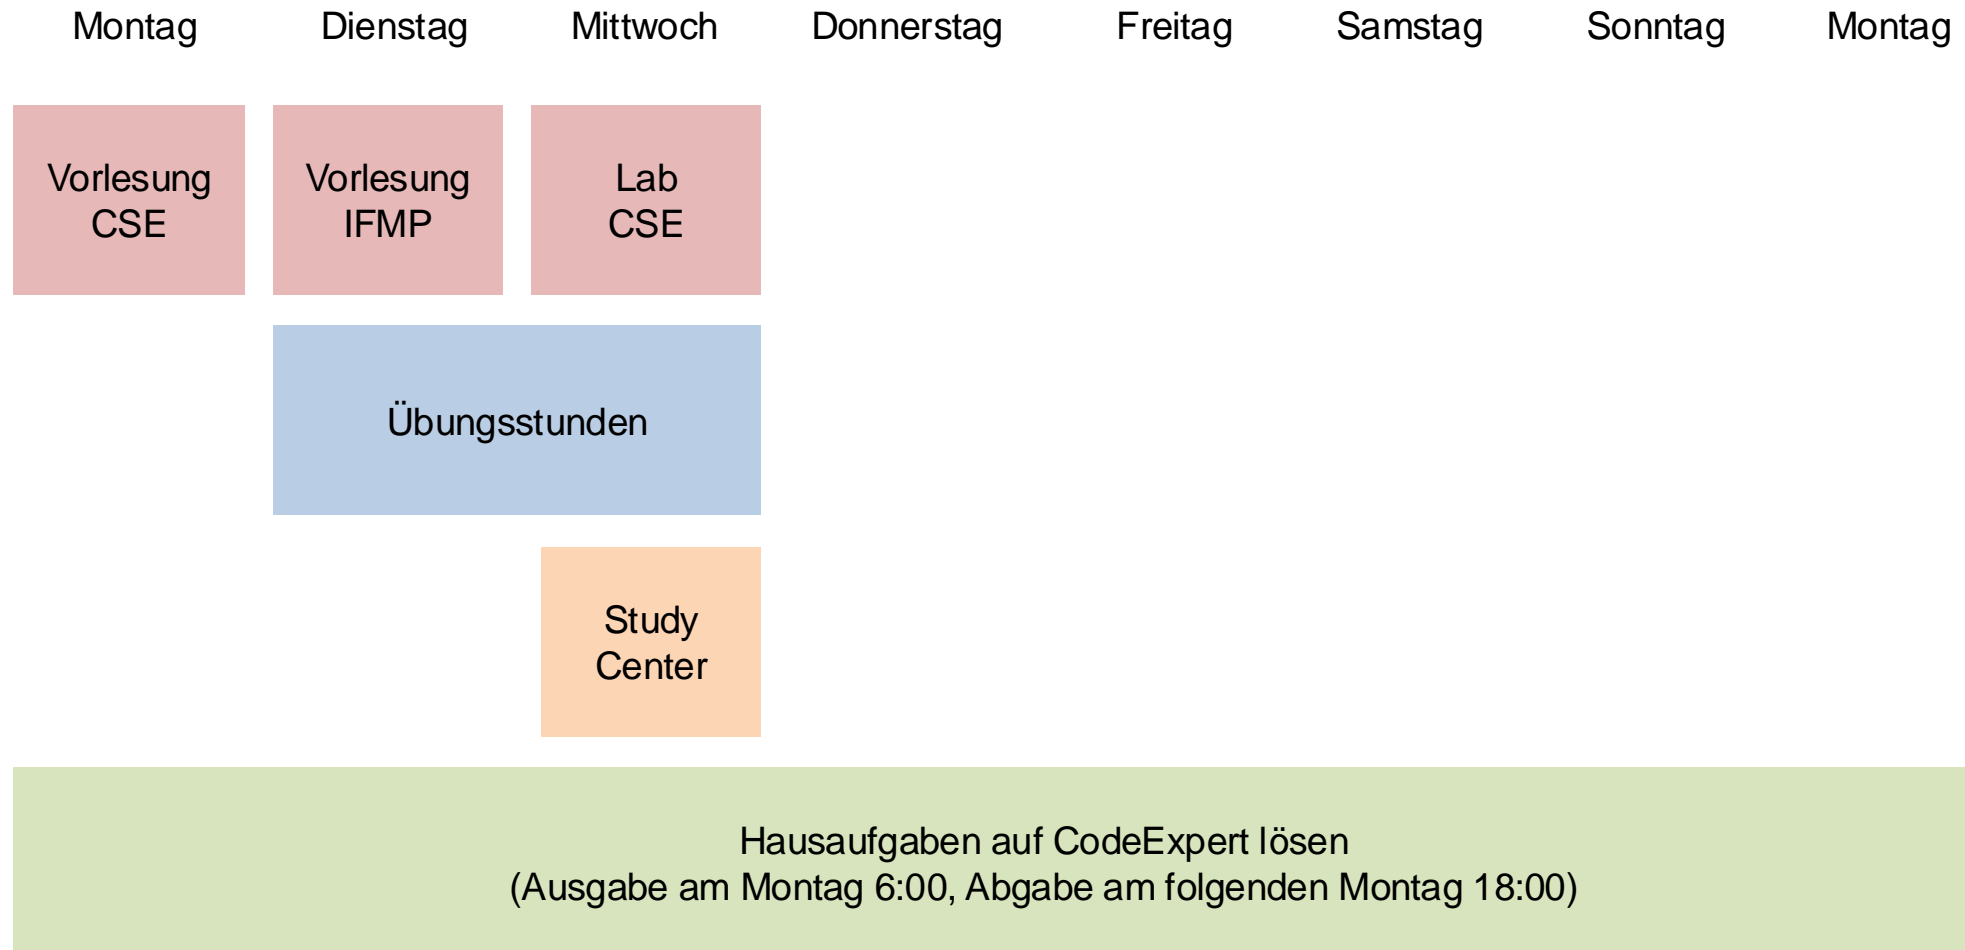 Montag Dienstag Mittwoch Donnerstag Freitag Samstag Sonntag Montag
Vorlesung
CSE
Vorlesung
IFMP
Lab
CSE
Übungsstunden
Study
Center
Hausaufgaben auf CodeExpert lösen
(Ausgabe am Montag 6:00, Abgabe am folgenden Montag 18:00)